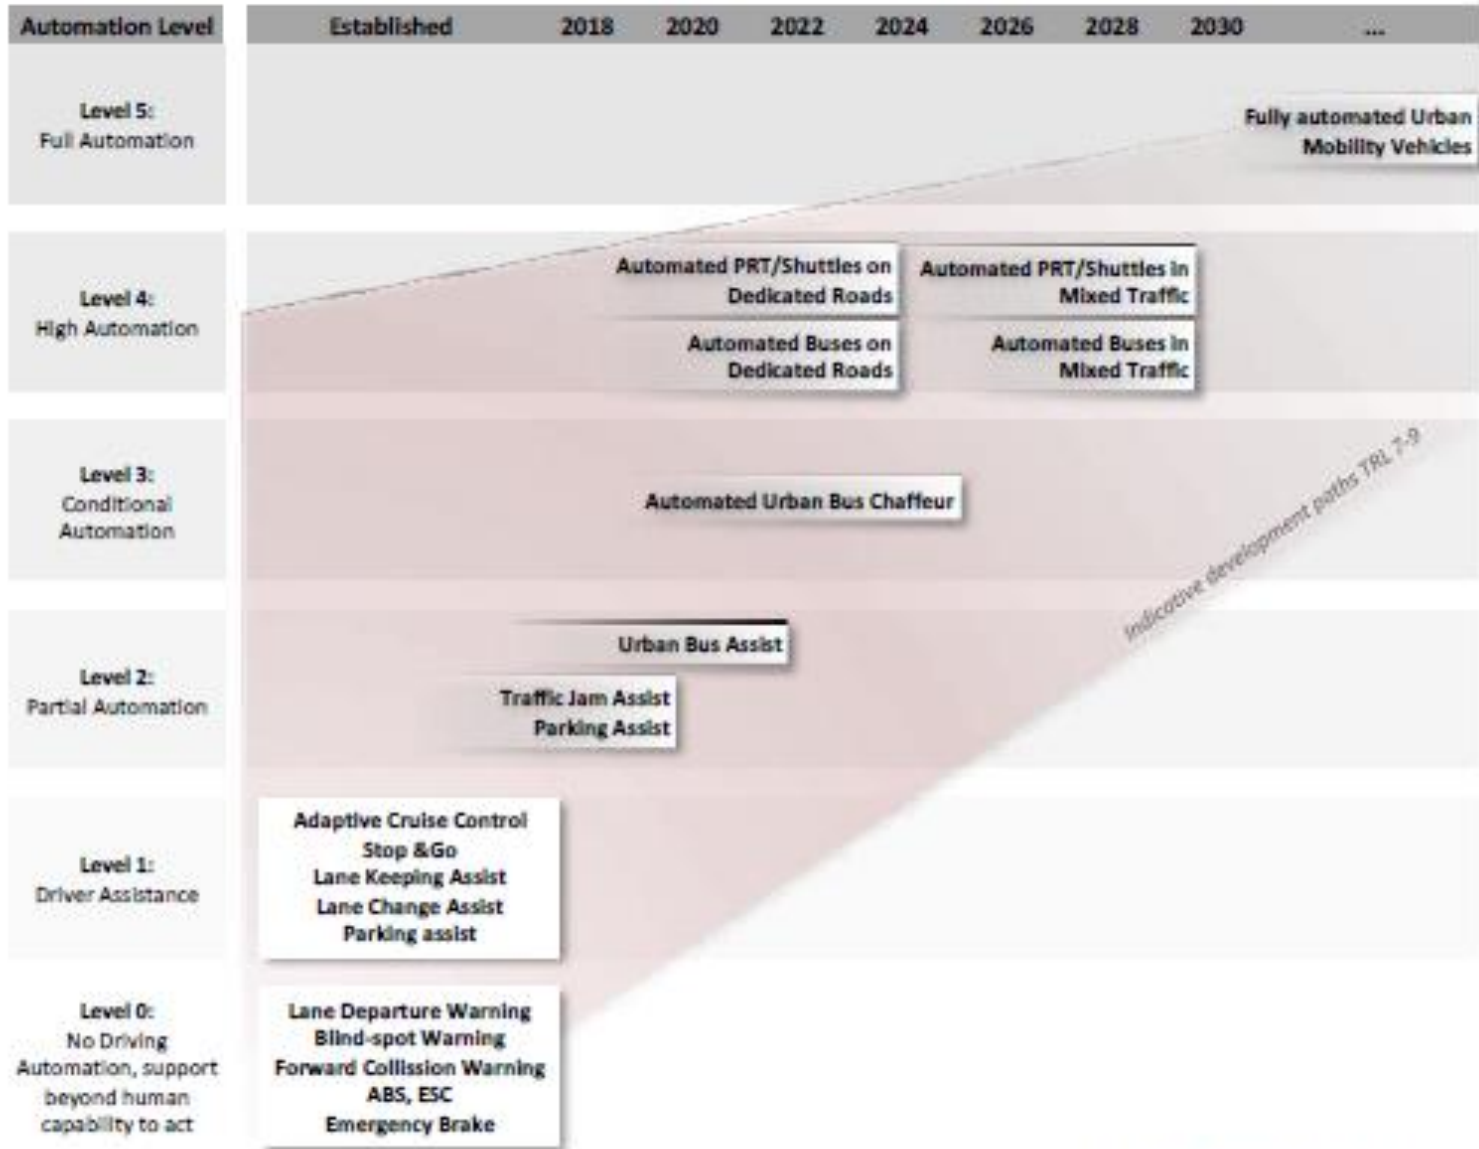 Automation Level Established 2018 2020 2022 2024 2026 2028 2030 ...
Level 5:
Full Automation
Fully automated Urban
Mobility Vehicles
Level 4:
High Automation
Automated PRT/Shuttles on
Dedicated Roads
Automated PRT/Shuttles in
Mixed Traffic
Automated Buses on
Dedicated Roads
Automated Buses in
Mixed Traffic
Level 3:
Conditional
Automation
Automated Urban Bus Chaffeur
Indicative development paths TRL 7-9
Level 2:
Partial Automation
Urban Bus Assist
Traffic Jam Assist
Parking Assist
Level 1:
Driver Assistance
Adaptive Cruise Control
Stop &Go
Lane Keeping Assist
Lane Change Assist
Parking assist
Level 0:
No Driving
Automation, support
beyond human
capability to act
Lane Departure Warning
Blind-spot Warning
Forward Collission Warning
ABS, ESC
Emergency Brake